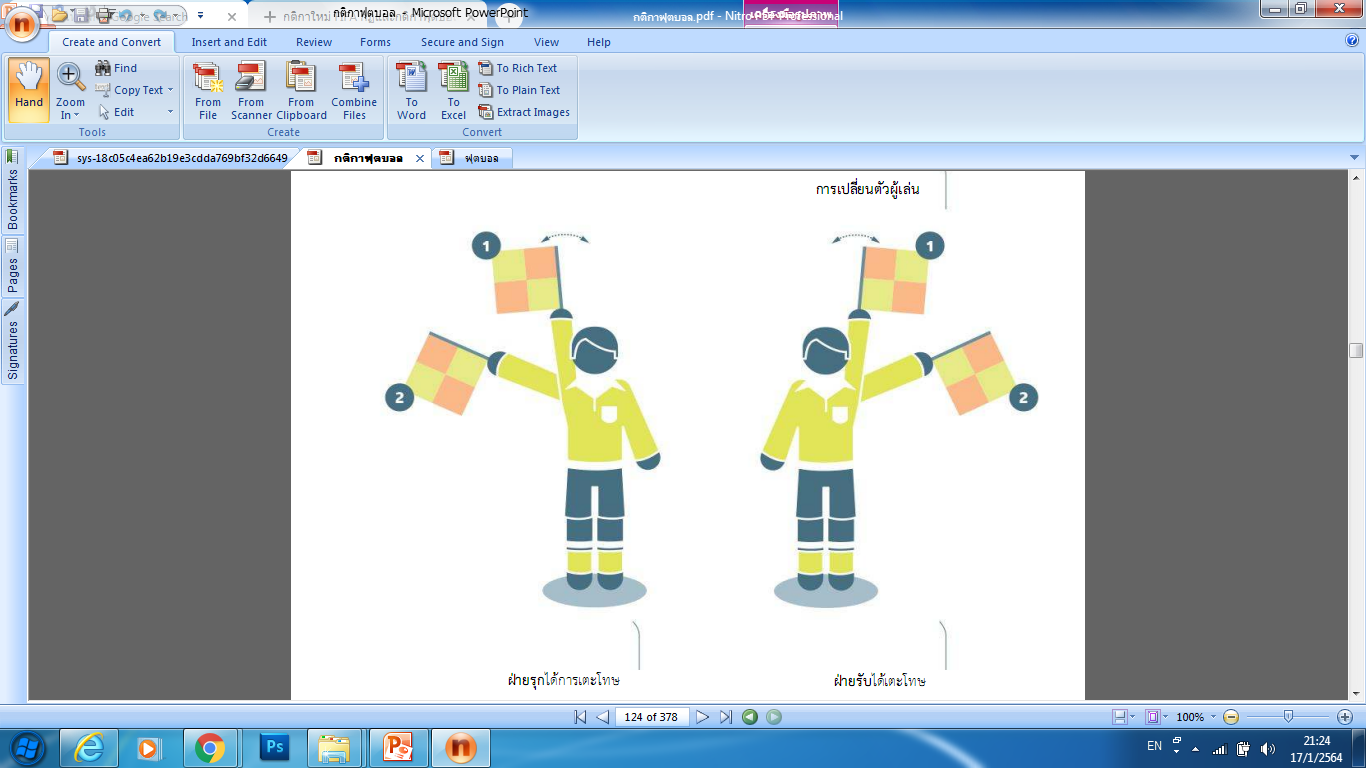 กติกาฟุตบอล - Microsoft PowerPoint
กติกาฟุตบอล.pdf - Nitro PDF Professional
Create and Convert
Insert and Edit
Review
Forms
Secure and Sign
View
Help
Hand
Zoom In
Find
Copy Text
Edit
Tools
From File
From Scanner
From Clipboard
Combine Files
Create
To Word
To Excel
To Rich Text
To Plain Text
Extract Images
Convert
sys-18c05c4ea62b19e3cdda769bf32d6649
กติกาฟุตบอล
ฟุตบอล
Bookmarks
Pages
Signatures
การเปลี่ยนตัวผู้เล่น
1
2
1
2
ฝ่ายรุกได้การเตะโทษ
ฝ่ายรับได้เตะโทษ
124 of 378
100%
Ps
EN
21:24
17/1/2564